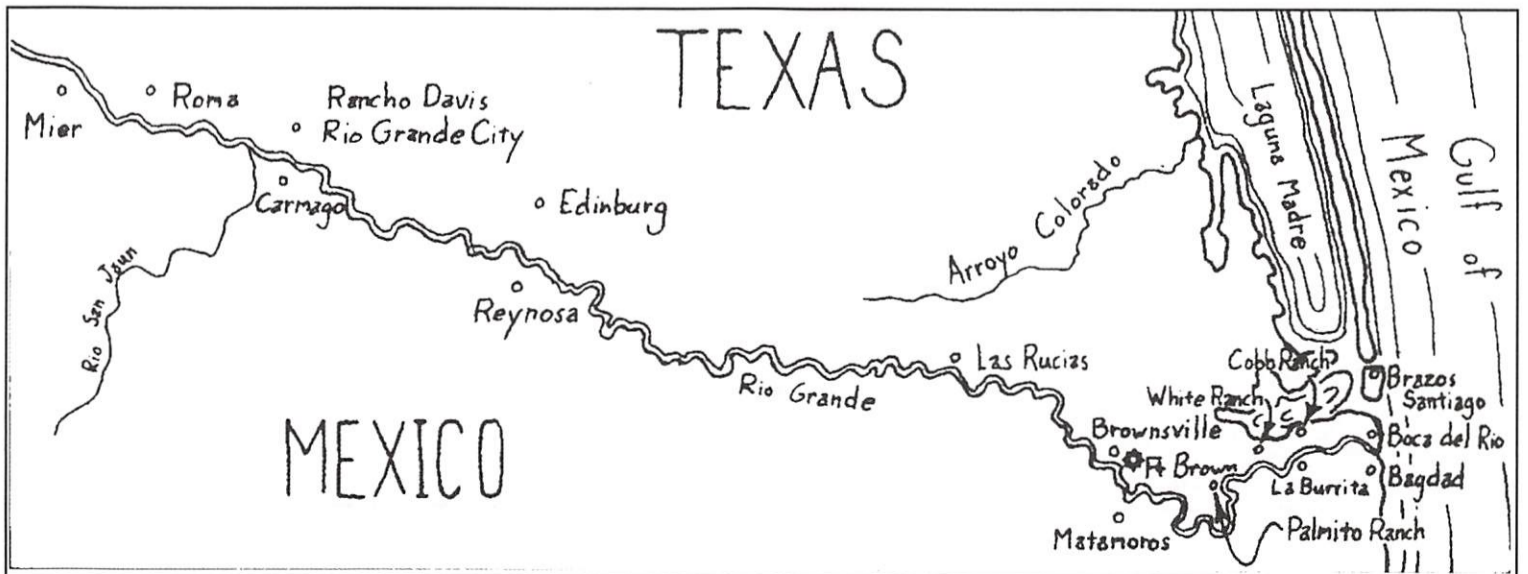 TEXAS
Mier
Roma
Rancho Davis
Rio Grande City
Carmago
Edinburg
Rio San Jaun
Reynosa
Arroyo Colorado
Laguna Madre
Gulf of
Mexico
Las Rucias
Rio Grande
MEXICO
Cobb Ranch
White Ranch
Brazos
Santiago
Brownsville
Ft Brown
Boca del Rio
La Burrita
Bagdad
Matamoros
Palmito Ranch